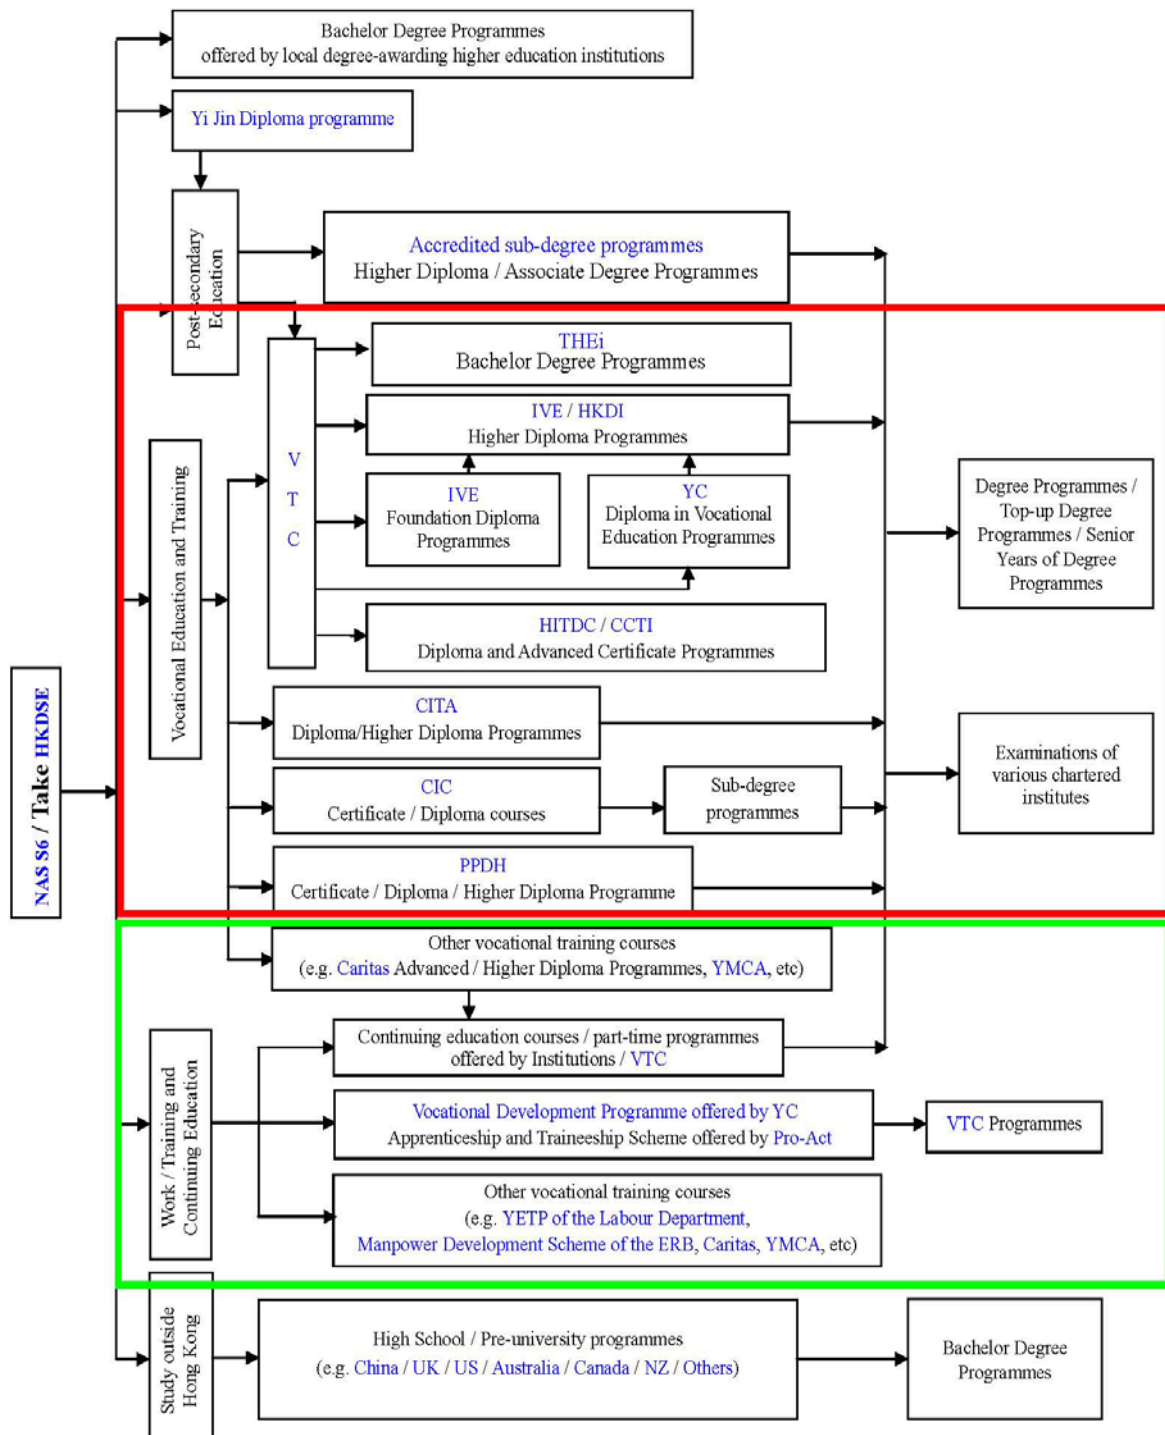 Bachelor Degree Programmes
offered by local degree-awarding higher education institutions
Yi Jin Diploma programme
Post-secondary
Education
Accredited sub-degree programmes
Higher Diploma / Associate Degree Programmes
THEi
Bachelor Degree Programmes
IVE / HKDI
Higher Diploma Programmes
V
T
C
IVE
Foundation Diploma
Programmes
YC
Diploma in Vocational
Education Programmes
HITDC / CCTI
Diploma and Advanced Certificate Programmes
Vocational Education and Training
Degree Programmes /
Top-up Degree
Programmes / Senior
Years of Degree
Programmes
NAS S6 / Take HKDSE
CITA
Diploma/Higher Diploma Programmes
CIC
Certificate / Diploma courses
Sub-degree
programmes
Examinations of
various chartered
institutes
PPDH
Certificate / Diploma / Higher Diploma Programme
Other vocational training courses
(e.g. Caritas Advanced / Higher Diploma Programmes, YMCA, etc)
Work / Training and
Continuing Education
Continuing education courses / part-time programmes
offered by Institutions / VTC
Vocational Development Programme offered by YC
Apprenticeship and Traineeship Scheme offered by Pro-Act
VTC Programmes
Other vocational training courses
(e.g. YETP of the Labour Department,
Manpower Development Scheme of the ERB, Caritas, YMCA, etc)
Study outside
Hong Kong
High School / Pre-university programmes
(e.g. China / UK / US / Australia / Canada / NZ / Others)
Bachelor Degree
Programmes